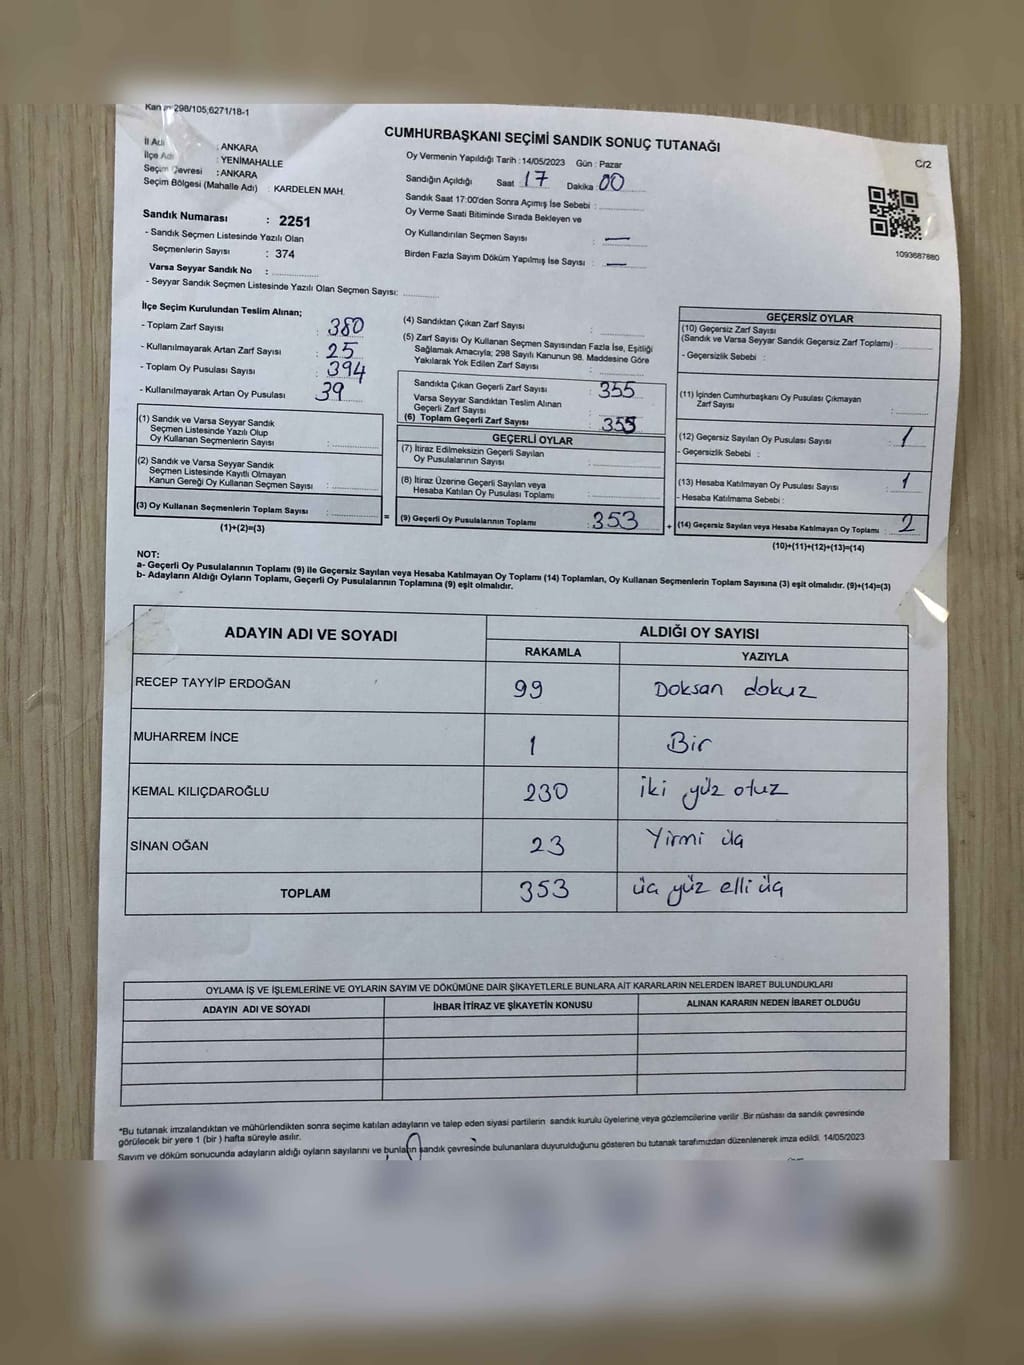 298/105;6271/18-1
CUMHURBAŞKANI SEÇİMİ SANDIK SONUÇ TUTANAĞI
C/2
İl Adı : ANKARA
İlçe Adı : YENİMAHALLE
Seçim Çevresi : ANKARA
Seçim Bölgesi (Mahalle Adı) : KARDELEN MAH.
Oy Vermenin Yapıldığı Tarih : 14/05/2023 Gün : Pazar
Sandığın Açıldığı Saat 17 Dakika 00
Sandık Saat 17:00'den Sonra Açımış İse Sebebi :
Oy Verme Saati Bitiminde Sırada Bekleyen ve
Oy Kullandırılan Seçmen Sayısı : —
Birden Fazla Sayım Döküm Yapılmış İse Sayısı : —
1093687880
Sandık Numarası : 2251
- Sandık Seçmen Listesinde Yazılı Olan
Seçmenlerin Sayısı : 374
Varsa Seyyar Sandık No :
- Seyyar Sandık Seçmen Listesinde Yazılı Olan Seçmen Sayısı:
İlçe Seçim Kurulundan Teslim Alınan;
- Toplam Zarf Sayısı : 380
- Kullanılmayarak Artan Zarf Sayısı : 25
- Toplam Oy Pusulası Sayısı : 394
- Kullanılmayarak Artan Oy Pusulası 39
(1) Sandık ve Varsa Seyyar Sandık
Seçmen Listesinde Yazılı Olup
Oy Kullanan Seçmenlerin Sayısı :
(2) Sandık ve Varsa Seyyar Sandık
Seçmen Listesinde Kayıtlı Olmayan
Kanun Gereği Oy Kullanan Seçmen Sayısı :
(3) Oy Kullanan Seçmenlerin Toplam Sayısı :
(1)+(2)=(3)
(4) Sandıktan Çıkan Zarf Sayısı :
(5) Zarf Sayısı Oy Kullanan Seçmen Sayısından Fazla İse, Eşitliği
Sağlamak Amacıyla; 298 Sayılı Kanunun 98. Maddesine Göre
Yakılarak Yok Edilen Zarf Sayısı :
Sandıkta Çıkan Geçerli Zarf Sayısı : 355
Varsa Seyyar Sandıktan Teslim Alınan
Geçerli Zarf Sayısı :
(6) Toplam Geçerli Zarf Sayısı : 355
GEÇERLİ OYLAR
(7) İtiraz Edilmeksizin Geçerli Sayılan
Oy Pusulalarının Sayısı :
(8) İtiraz Üzerine Geçerli Sayılan veya
Hesaba Katılan Oy Pusulası Toplamı :
= (9) Geçerli Oy Pusulalarının Toplamı : 353 +
GEÇERSİZ OYLAR
(10) Geçersiz Zarf Sayısı
(Sandık ve Varsa Seyyar Sandık Geçersiz Zarf Toplamı) :
- Geçersizlik Sebebi :
(11) İçinden Cumhurbaşkanı Oy Pusulası Çıkmayan
Zarf Sayısı :
(12) Geçersiz Sayılan Oy Pusulası Sayısı : 1
- Geçersizlik Sebebi :
(13) Hesaba Katılmayan Oy Pusulası Sayısı : 1
- Hesaba Katılmama Sebebi :
(14) Geçersiz Sayılan veya Hesaba Katılmayan Oy Toplamı : 2
(10)+(11)+(12)+(13)=(14)
NOT:
a- Geçerli Oy Pusulalarının Toplamı (9) ile Geçersiz Sayılan veya Hesaba Katılmayan Oy Toplamı (14) Toplamları, Oy Kullanan Seçmenlerin Toplam Sayısına (3) eşit olmalıdır. (9)+(14)=(3)
b- Adayların Aldığı Oyların Toplamı, Geçerli Oy Pusulalarının Toplamına (9) eşit olmalıdır.
ADAYIN ADI VE SOYADI ALDIĞI OY SAYISI
RAKAMLA YAZIYLA
RECEP TAYYİP ERDOĞAN 99 Doksan dokuz
MUHARREM İNCE 1 Bir
KEMAL KILIÇDAROĞLU 230 iki yüz otuz
SİNAN OĞAN 23 Yirmi üç
TOPLAM 353 üç yüz elli üç
OYLAMA İŞ VE İŞLEMLERİNE VE OYLARIN SAYIM VE DÖKÜMÜNE DAİR ŞİKAYETLERLE BUNLARA AİT KARARLARIN NELERDEN İBARET BULUNDUKLARI
ADAYIN ADI VE SOYADI İHBAR İTİRAZ VE ŞİKAYETİN KONUSU ALINAN KARARIN NEDEN İBARET OLDUĞU
*Bu tutanak imzalandıktan ve mühürlendikten sonra seçime katılan adayların ve talep eden siyasi partilerin sandık kurulu üyelerine veya gözlemcilerine verilir. Bir nüshası da sandık çevresinde
görülecek bir yere 1 (bir) hafta süreyle asılır.
Sayım ve döküm sonucunda adayların aldığı oyların sayılarını ve bunların sandık çevresinde bulunanlara duyurulduğunu gösteren bu tutanak tarafımızdan düzenlenerek imza edildi. 14/05/2023